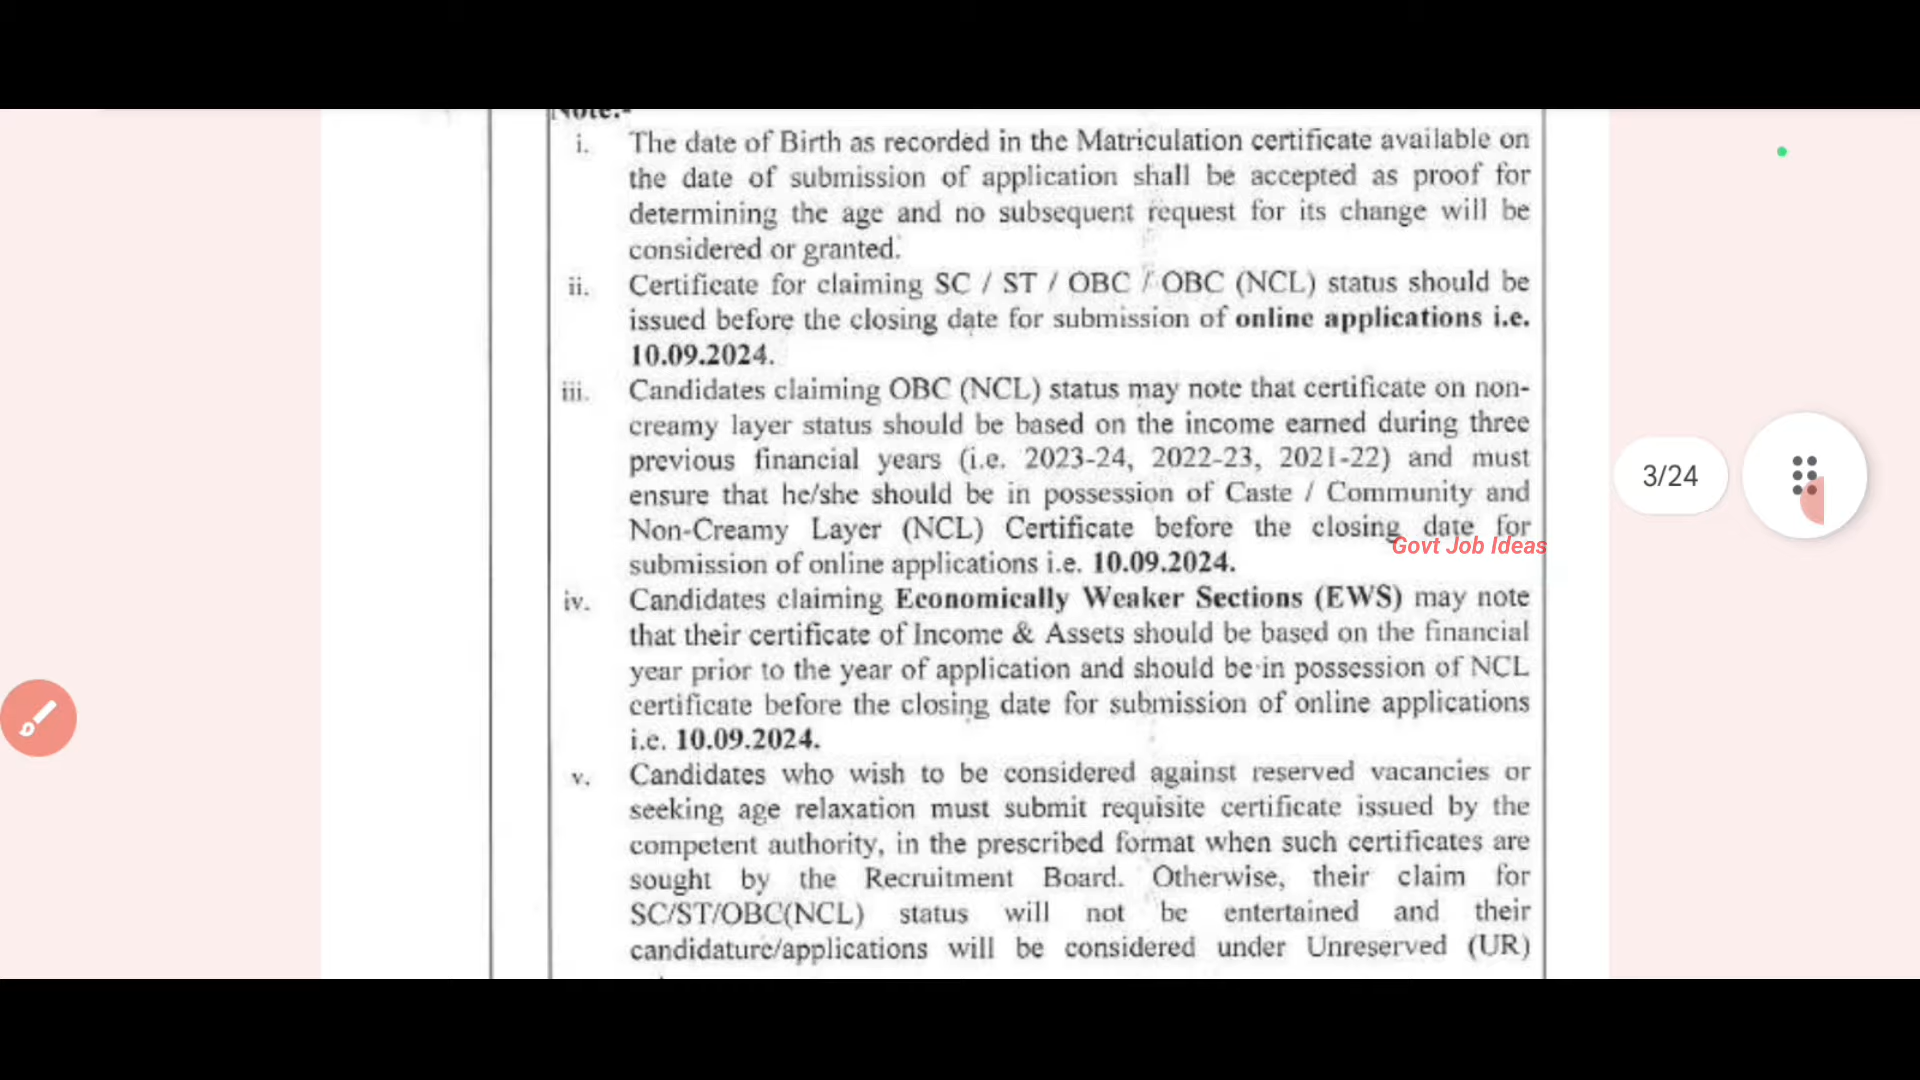 Note:-
i. The date of Birth as recorded in the Matriculation certificate available on
the date of submission of application shall be accepted as proof for
determining the age and no subsequent request for its change will be
considered or granted.
ii. Certificate for claiming SC / ST / OBC / OBC (NCL) status should be
issued before the closing date for submission of online applications i.e.
10.09.2024.
iii. Candidates claiming OBC (NCL) status may note that certificate on non-
creamy layer status should be based on the income earned during three
previous financial years (i.e. 2023-24, 2022-23, 2021-22) and must
ensure that he/she should be in possession of Caste / Community and
Non-Creamy Layer (NCL) Certificate before the closing date for
submission of online applications i.e. 10.09.2024.
iv. Candidates claiming Economically Weaker Sections (EWS) may note
that their certificate of Income & Assets should be based on the financial
year prior to the year of application and should be in possession of NCL
certificate before the closing date for submission of online applications
i.e. 10.09.2024.
v. Candidates who wish to be considered against reserved vacancies or
seeking age relaxation must submit requisite certificate issued by the
competent authority, in the prescribed format when such certificates are
sought by the Recruitment Board. Otherwise, their claim for
SC/ST/OBC(NCL) status will not be entertained and their
candidature/applications will be considered under Unreserved (UR)
3/24
Govt Job Ideas